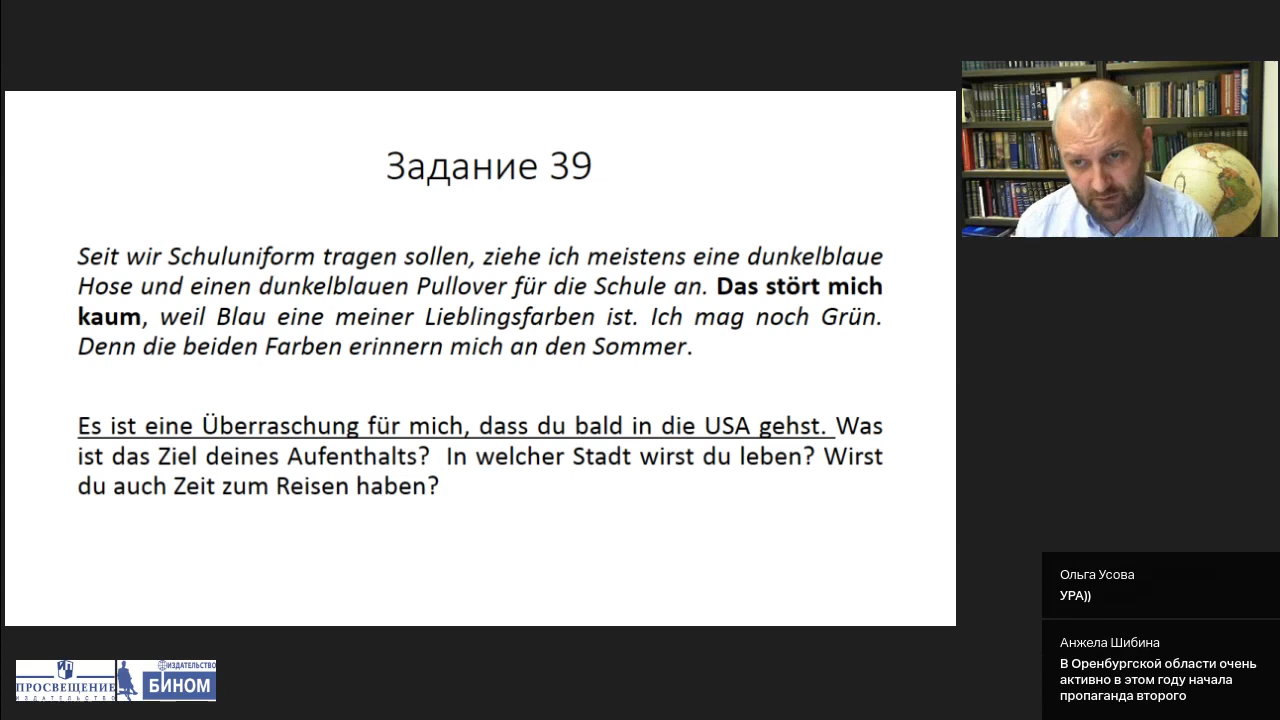 Задание 39
Seit wir Schuluniform tragen sollen, ziehe ich meistens eine dunkelblaue
Hose und einen dunkelblauen Pullover für die Schule an. Das stört mich
kaum, weil Blau eine meiner Lieblingsfarben ist. Ich mag noch Grün.
Denn die beiden Farben erinnern mich an den Sommer.
Es ist eine Überraschung für mich, dass du bald in die USA gehst. Was
ist das Ziel deines Aufenthalts? In welcher Stadt wirst du leben? Wirst
du auch Zeit zum Reisen haben?
Ольга Усова
УРА))
Анжела Шибина
В Оренбургской области очень
активно в этом году начала
пропаганда второго
ПРОСВЕЩЕНИЕ
ИЗДАТЕЛЬСТВО
ИЗДАТЕЛЬСТВО
БИНОМ